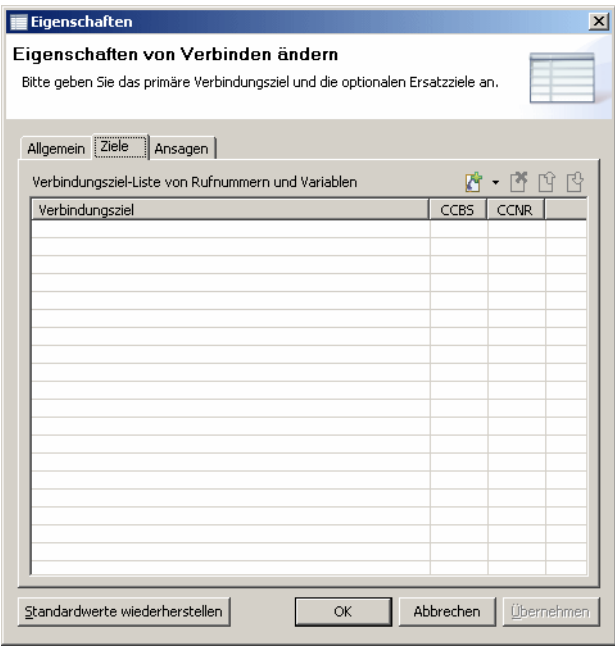 Eigenschaften
Eigenschaften von Verbinden ändern
Bitte geben Sie das primäre Verbindungsziel und die optionalen Ersatzziele an.
Allgemein Ziele Ansagen
Verbindungsziel-Liste von Rufnummern und Variablen
Verbindungsziel CCBS CCNR
Standardwerte wiederherstellen OK Abbrechen Übernehmen